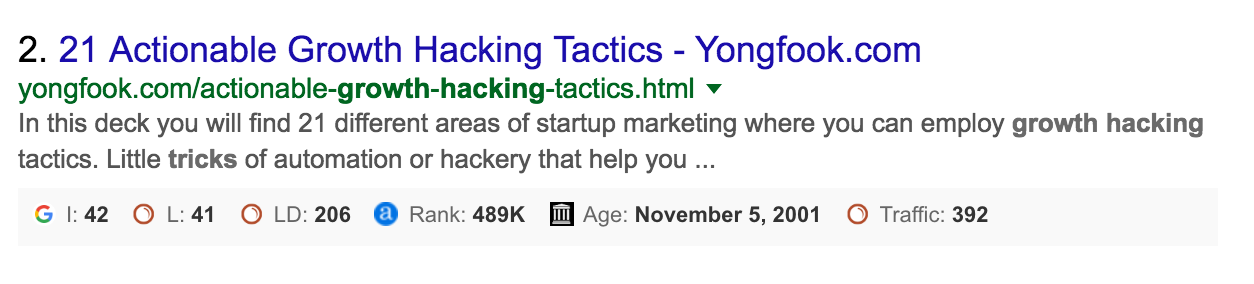 2. 21 Actionable Growth Hacking Tactics - Yongfook.com
yongfook.com/actionable-growth-hacking-tactics.html
In this deck you will find 21 different areas of startup marketing where you can employ growth hacking
tactics. Little tricks of automation or hackery that help you ...
I: 42 L: 41 LD: 206 a Rank: 489K Age: November 5, 2001 Traffic: 392